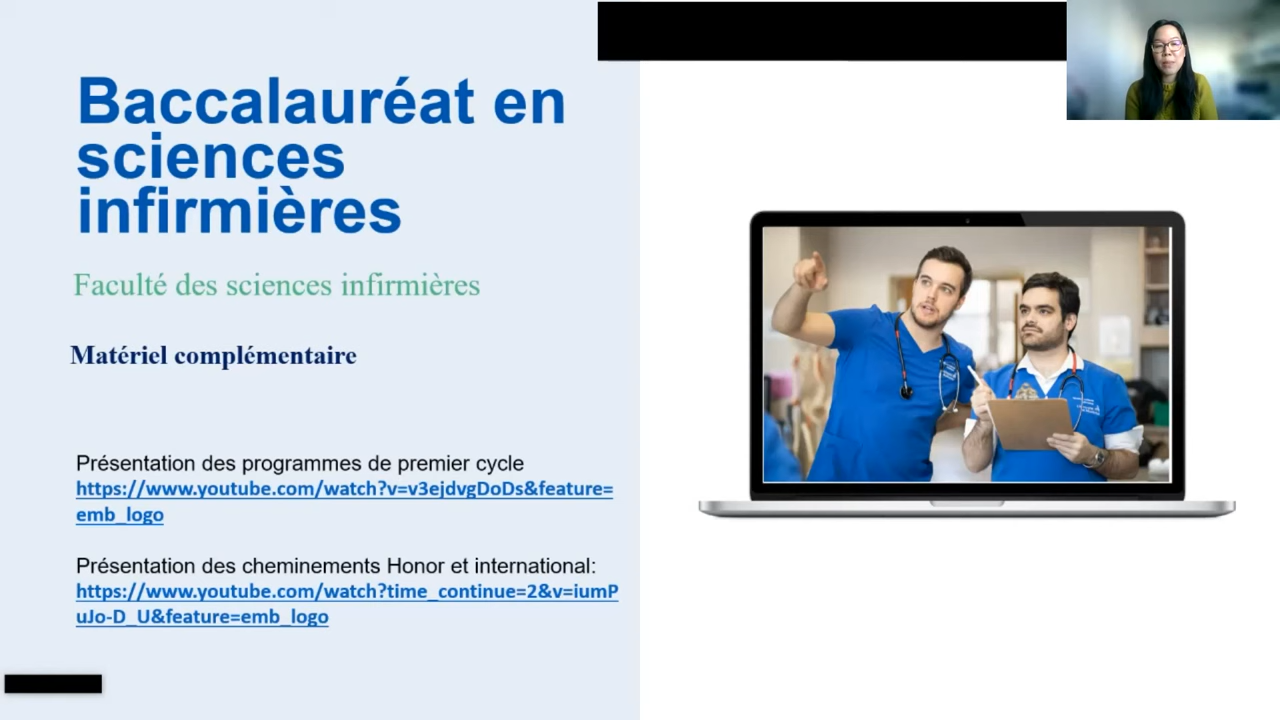 Baccalauréat en
sciences
infirmières
Faculté des sciences infirmières
Matériel complémentaire
Présentation des programmes de premier cycle
https://www.youtube.com/watch?v=v3ejdvgDoDs&feature=
emb_logo
Présentation des cheminements Honor et international:
https://www.youtube.com/watch?time_continue=2&v=iumP
uJo-D_U&feature=emb_logo